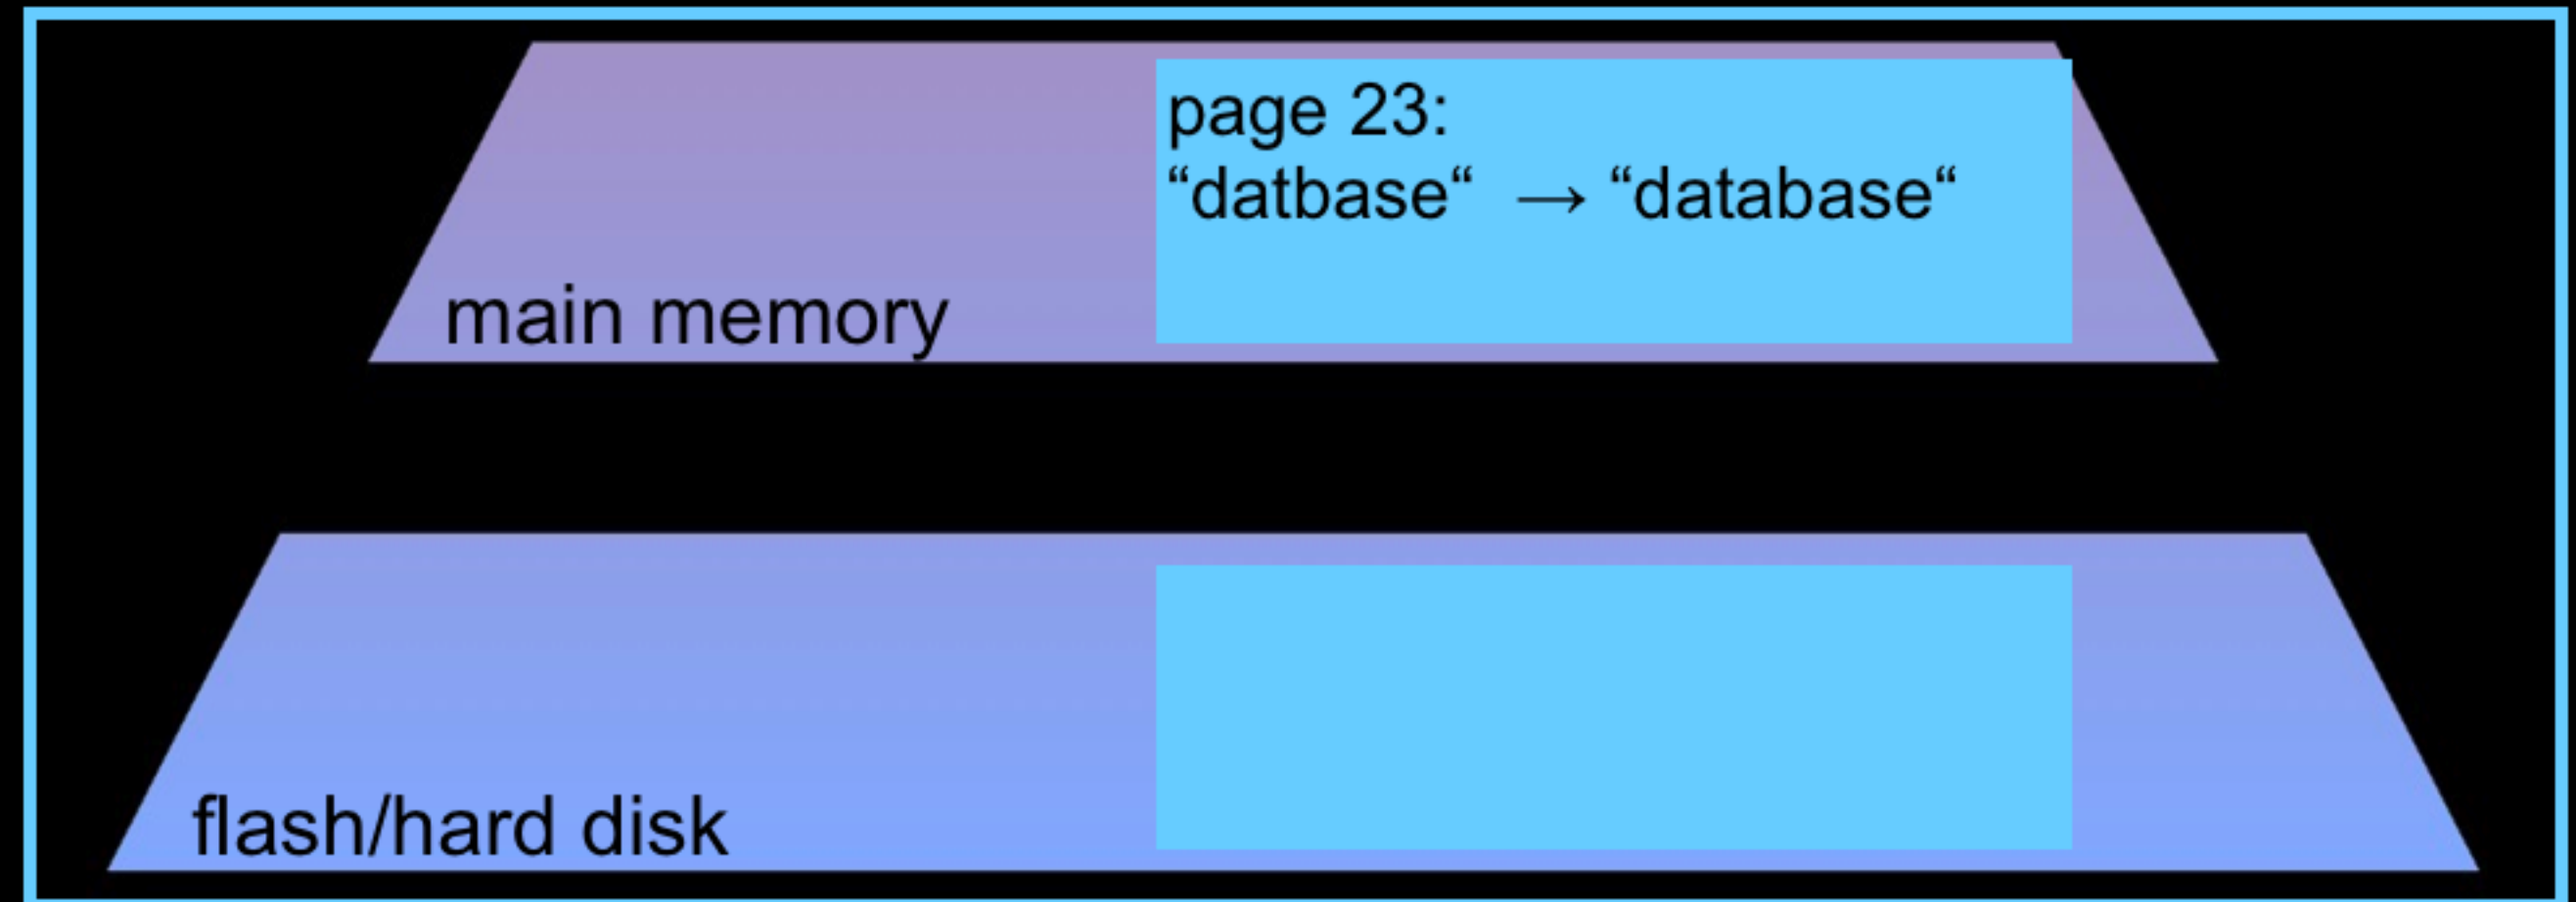 page 23:
“datbase“ → “database“
main memory
flash/hard disk